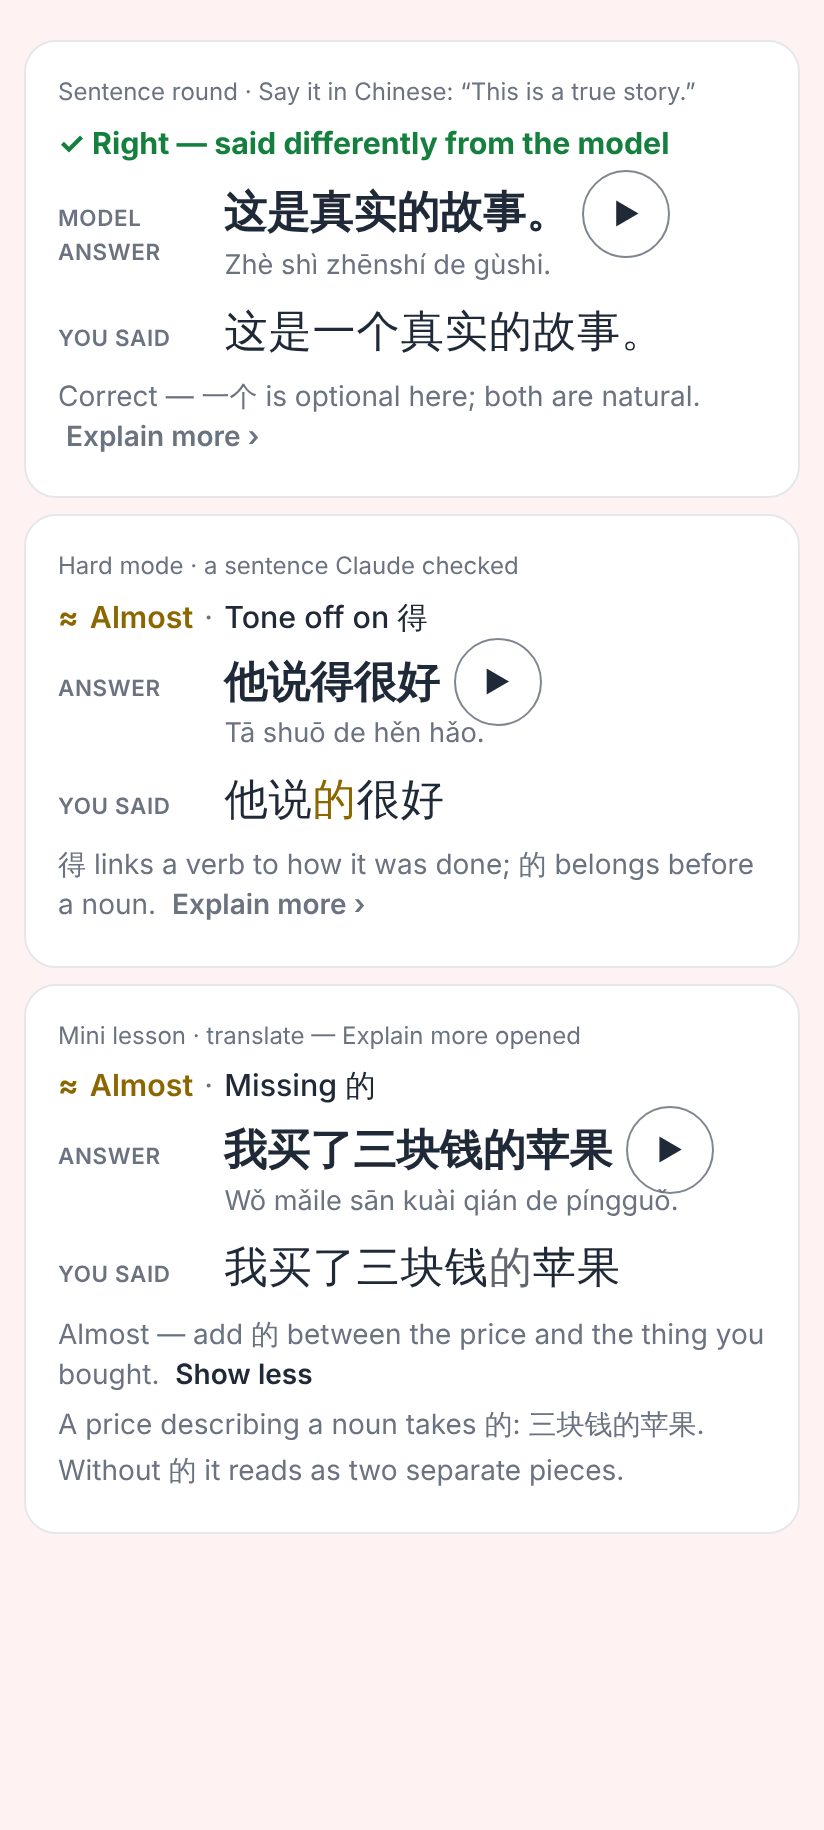 Sentence round · Say it in Chinese: “This is a true story.”
✓ Right — said differently from the model
MODEL ANSWER
这是真实的故事。
Zhè shì zhēnshí de gùshi.
YOU SAID
这是一个真实的故事。
Correct — 一个 is optional here; both are natural.
Explain more ›
Hard mode · a sentence Claude checked
≈ Almost · Tone off on 得
ANSWER
他说得很好
Tā shuō de hěn hǎo.
YOU SAID
他说的很好
得 links a verb to how it was done; 的 belongs before
a noun. Explain more ›
Mini lesson · translate — Explain more opened
≈ Almost · Missing 的
ANSWER
我买了三块钱的苹果
Wǒ mǎile sān kuài qián de píngguǒ.
YOU SAID
我买了三块钱的苹果
Almost — add 的 between the price and the thing you
bought. Show less
A price describing a noun takes 的: 三块钱的苹果.
Without 的 it reads as two separate pieces.